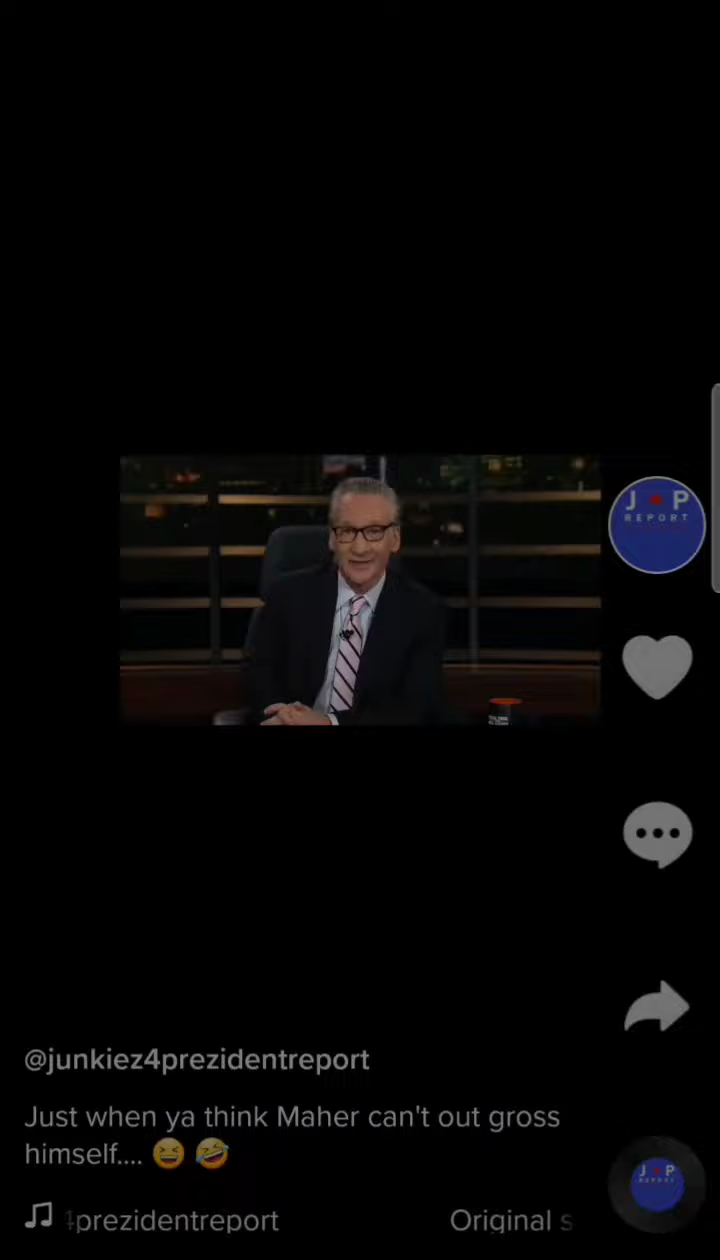 J P
REPORT
@junkiez4prezidentreport
Just when ya think Maher can't out gross
himself.... 😆 🤣
prezidentreport Original s
J P